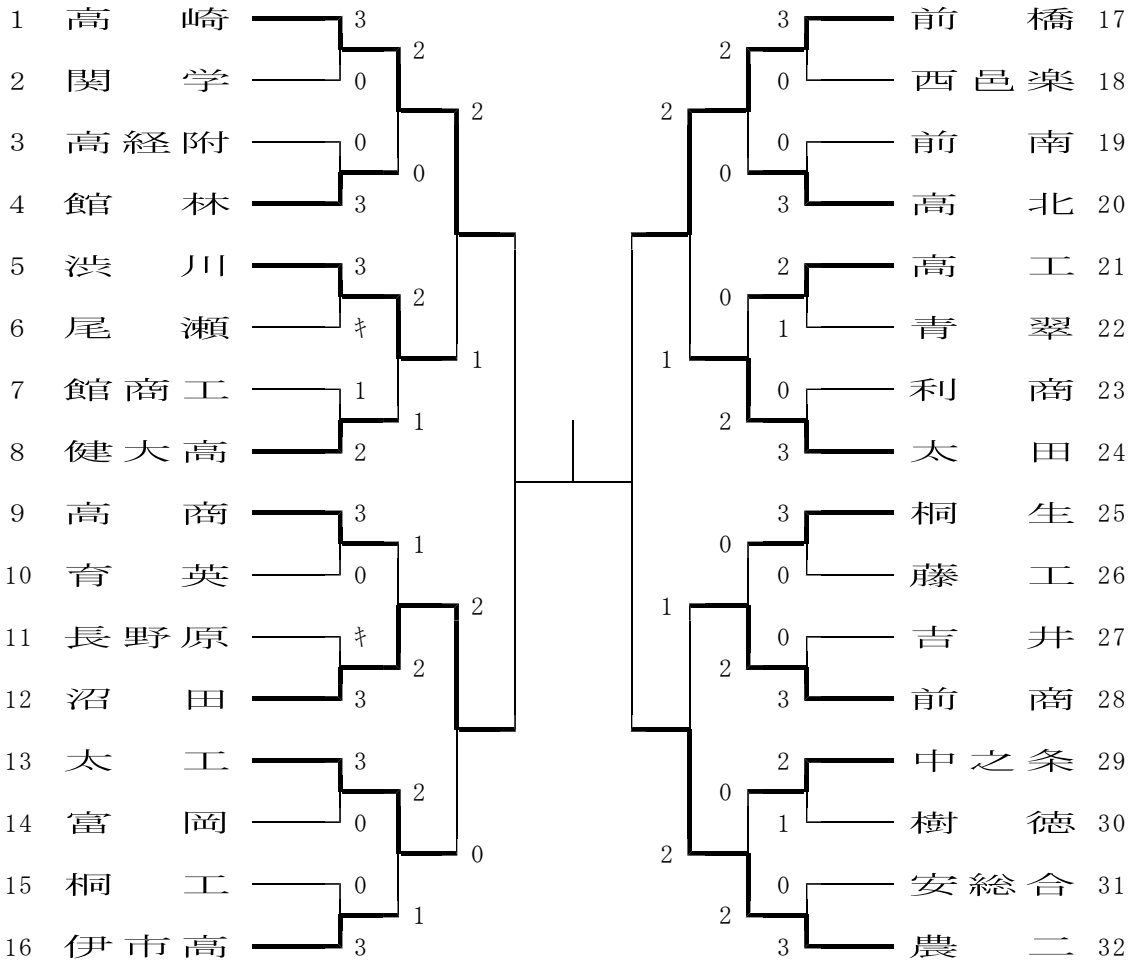 1 高崎 3 3 前橋 17
2 2
2 関学 0 0 西邑楽 18
2 2
3 高経附 0 0 前南 19
0 0
4 館林 3 3 高北 20
5 渋川 3 2 高工 21
2 0
6 尾瀬 キ 1 青翠 22
1 1
7 館商工 1 0 利商 23
1 2
8 健大高 2 3 太田 24
9 高商 3 3 桐生 25
1 0
10 育英 0 0 藤工 26
2 1
11 長野原 キ 0 吉井 27
2 2
12 沼田 3 3 前商 28
13 太工 3 2 中之条 29
2 0
14 富岡 0 1 樹徳 30
0 2
15 桐工 0 0 安総合 31
1 2
16 伊市高 3 3 農二 32